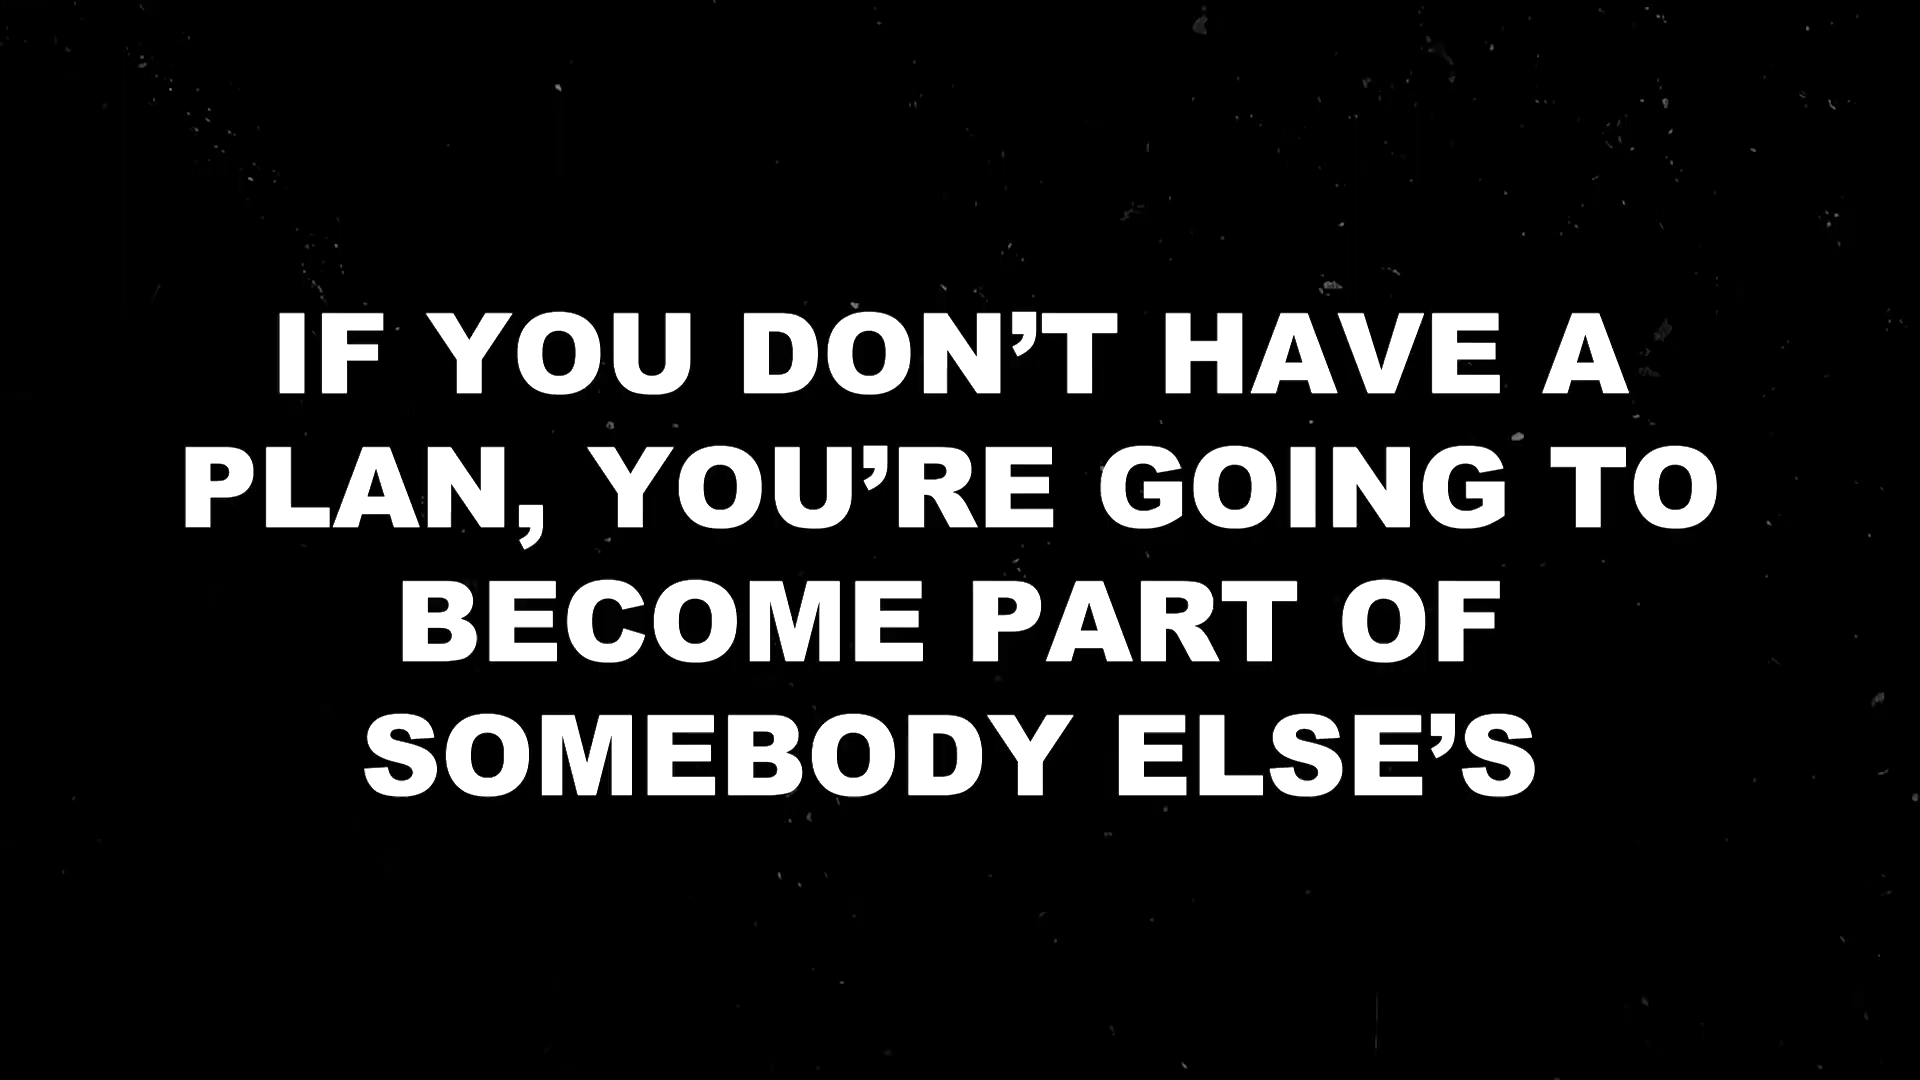 IF YOU DON’T HAVE A
PLAN, YOU’RE GOING TO
BECOME PART OF
SOMEBODY ELSE’S